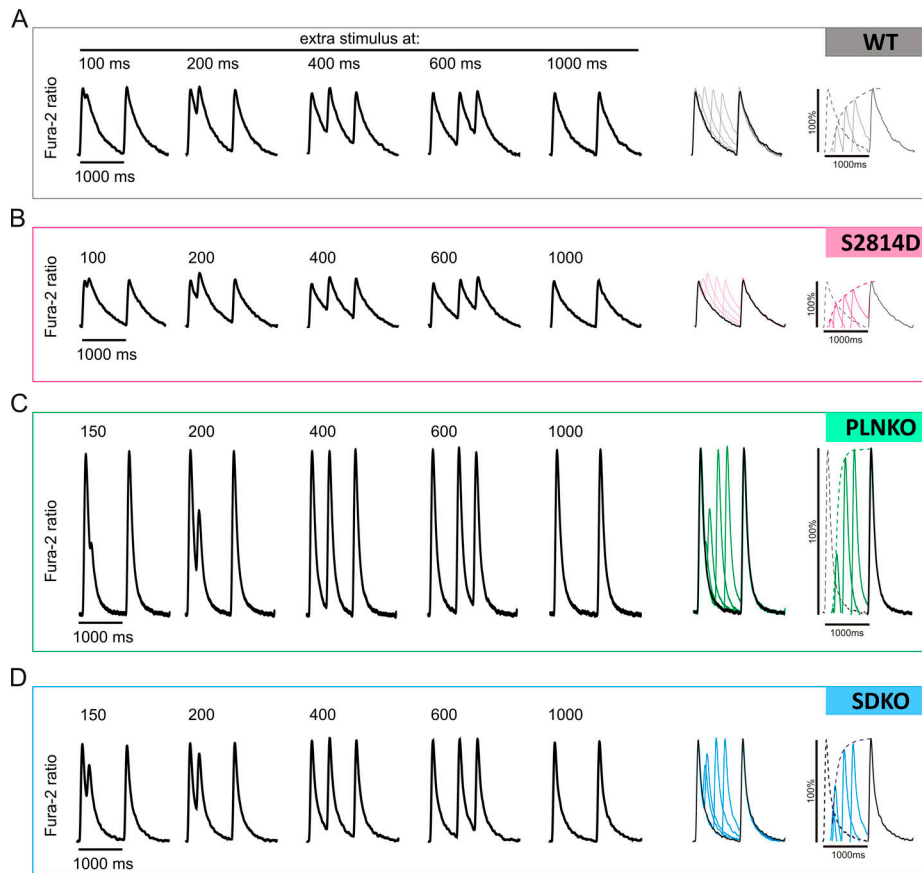 A
WT
extra stimulus at:
100 ms
200 ms
400 ms
600 ms
1000 ms
Fura-2 ratio
1000 ms
100%
1000ms
B
S2814D
100
200
400
600
1000
Fura-2 ratio
1000 ms
100%
1000ms
C
PLNKO
150
200
400
600
1000
Fura-2 ratio
1000 ms
100%
1000ms
D
SDKO
150
200
400
600
1000
Fura-2 ratio
1000 ms
100%
1000ms